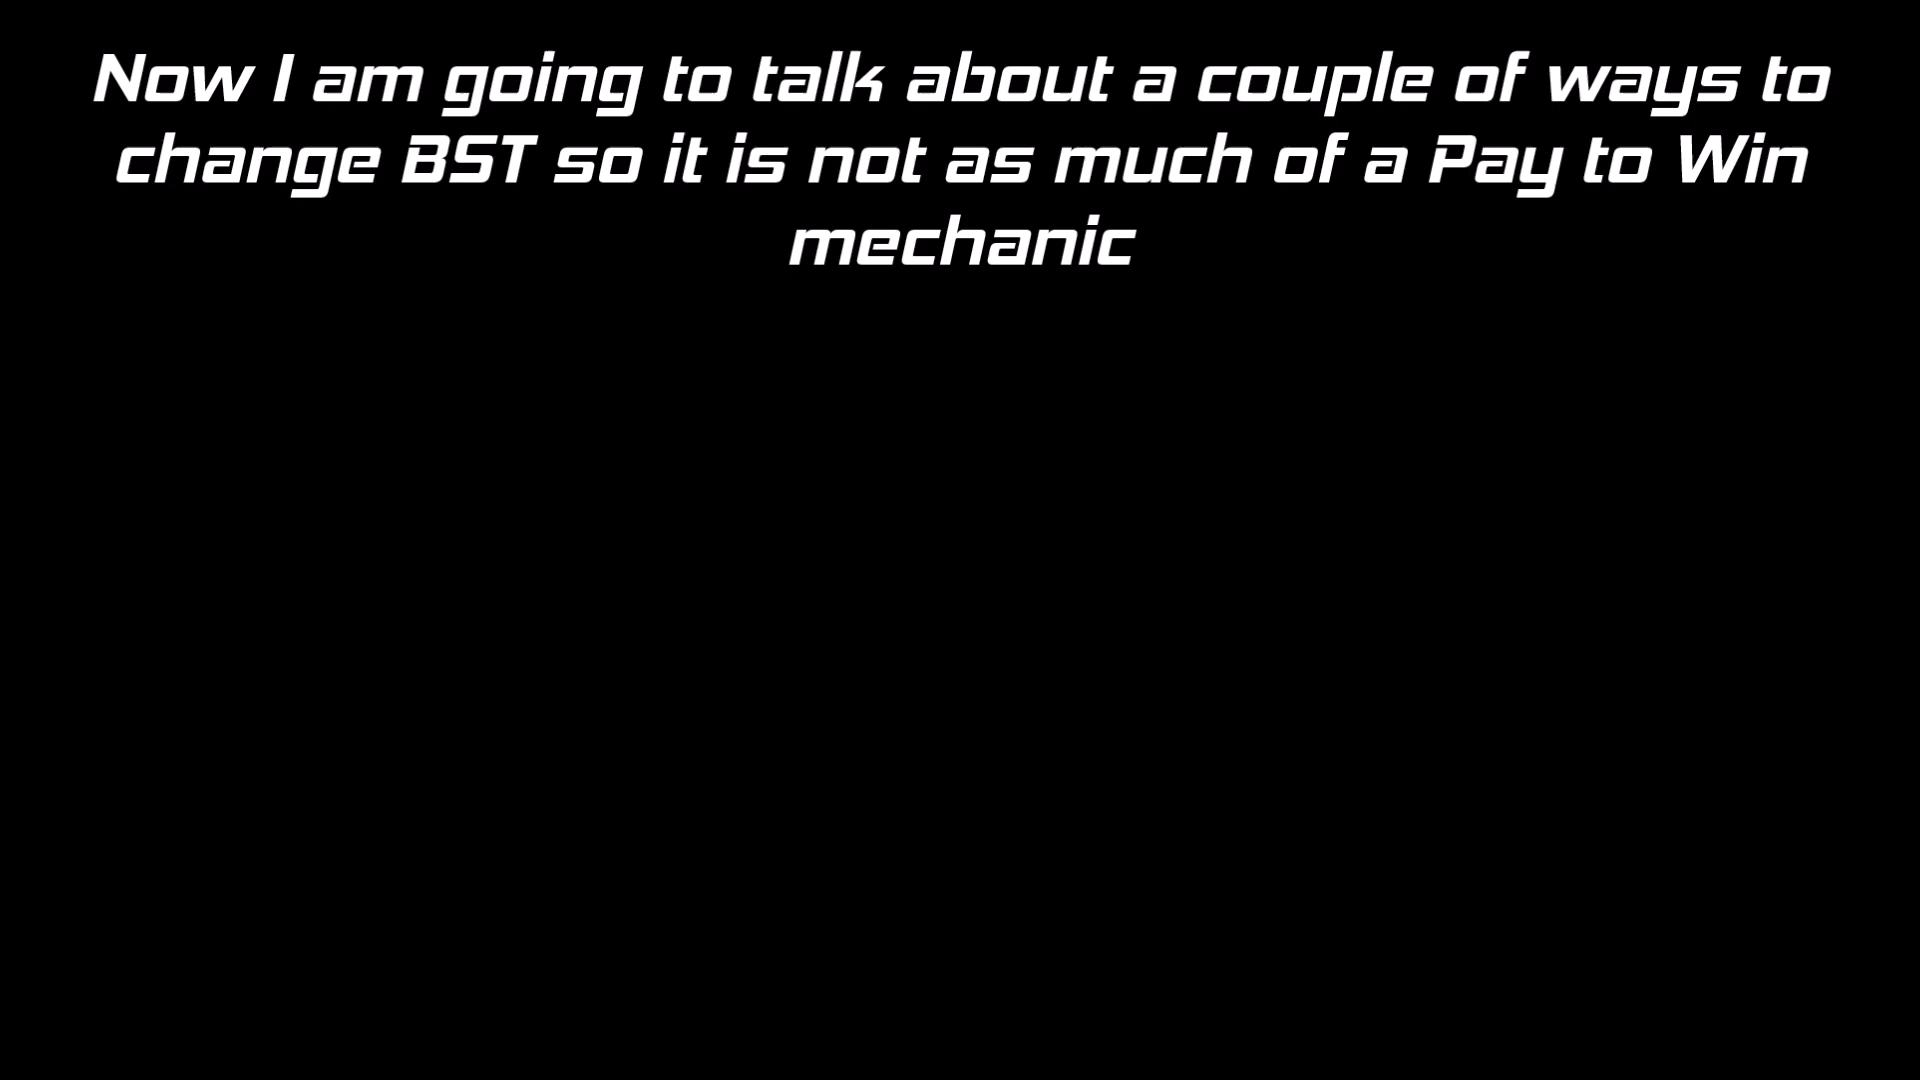 Now I am going to talk about a couple of ways to
change BST so it is not as much of a Pay to Win
mechanic